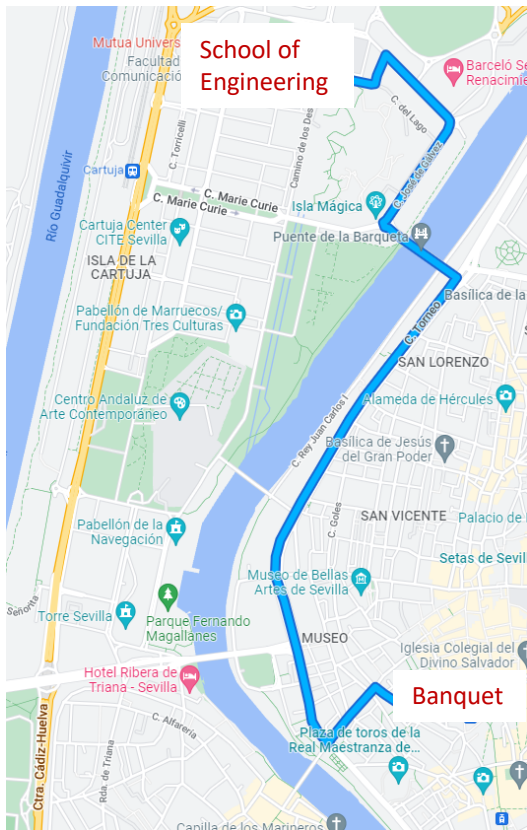 School of
Engineering
Mutua Univers
Facultad
Comunicació
Barceló Se
Renacimie
C. del Lago
C. Torricelli
Camino de los Des
Cartuja
C. José de Gálvez
C. Marie Curie
C. Marie Curie
Isla Mágica
Río Guadalquivir
Cartuja Center
CITE Sevilla
Puente de la Barqueta
ISLA DE LA
CARTUJA
Basílica de la
Pabellón de Marruecos/
Fundación Tres Culturas
C. Torneo
SAN LORENZO
Centro Andaluz de
Arte Contemporáneo
Alameda de Hércules
C. Rey Juan Carlos I
Basílica de Jesús
del Gran Poder
C. Goles
SAN VICENTE
Pabellón de la
Navegación
Palacio de
Setas de Sevill
Museo de Bellas
Artes de Sevilla
Señorita
Torre Sevilla
Parque Fernando
Magallanes
MUSEO
Iglesia Colegial del
Divino Salvador
Hotel Ribera de
Triana - Sevilla
Banquet
C. Alfarería
Plaza de toros de la
Real Maestranza de...
Ctra. Cádiz-Huelva
Rda. de Triana
Capilla de los Marineros